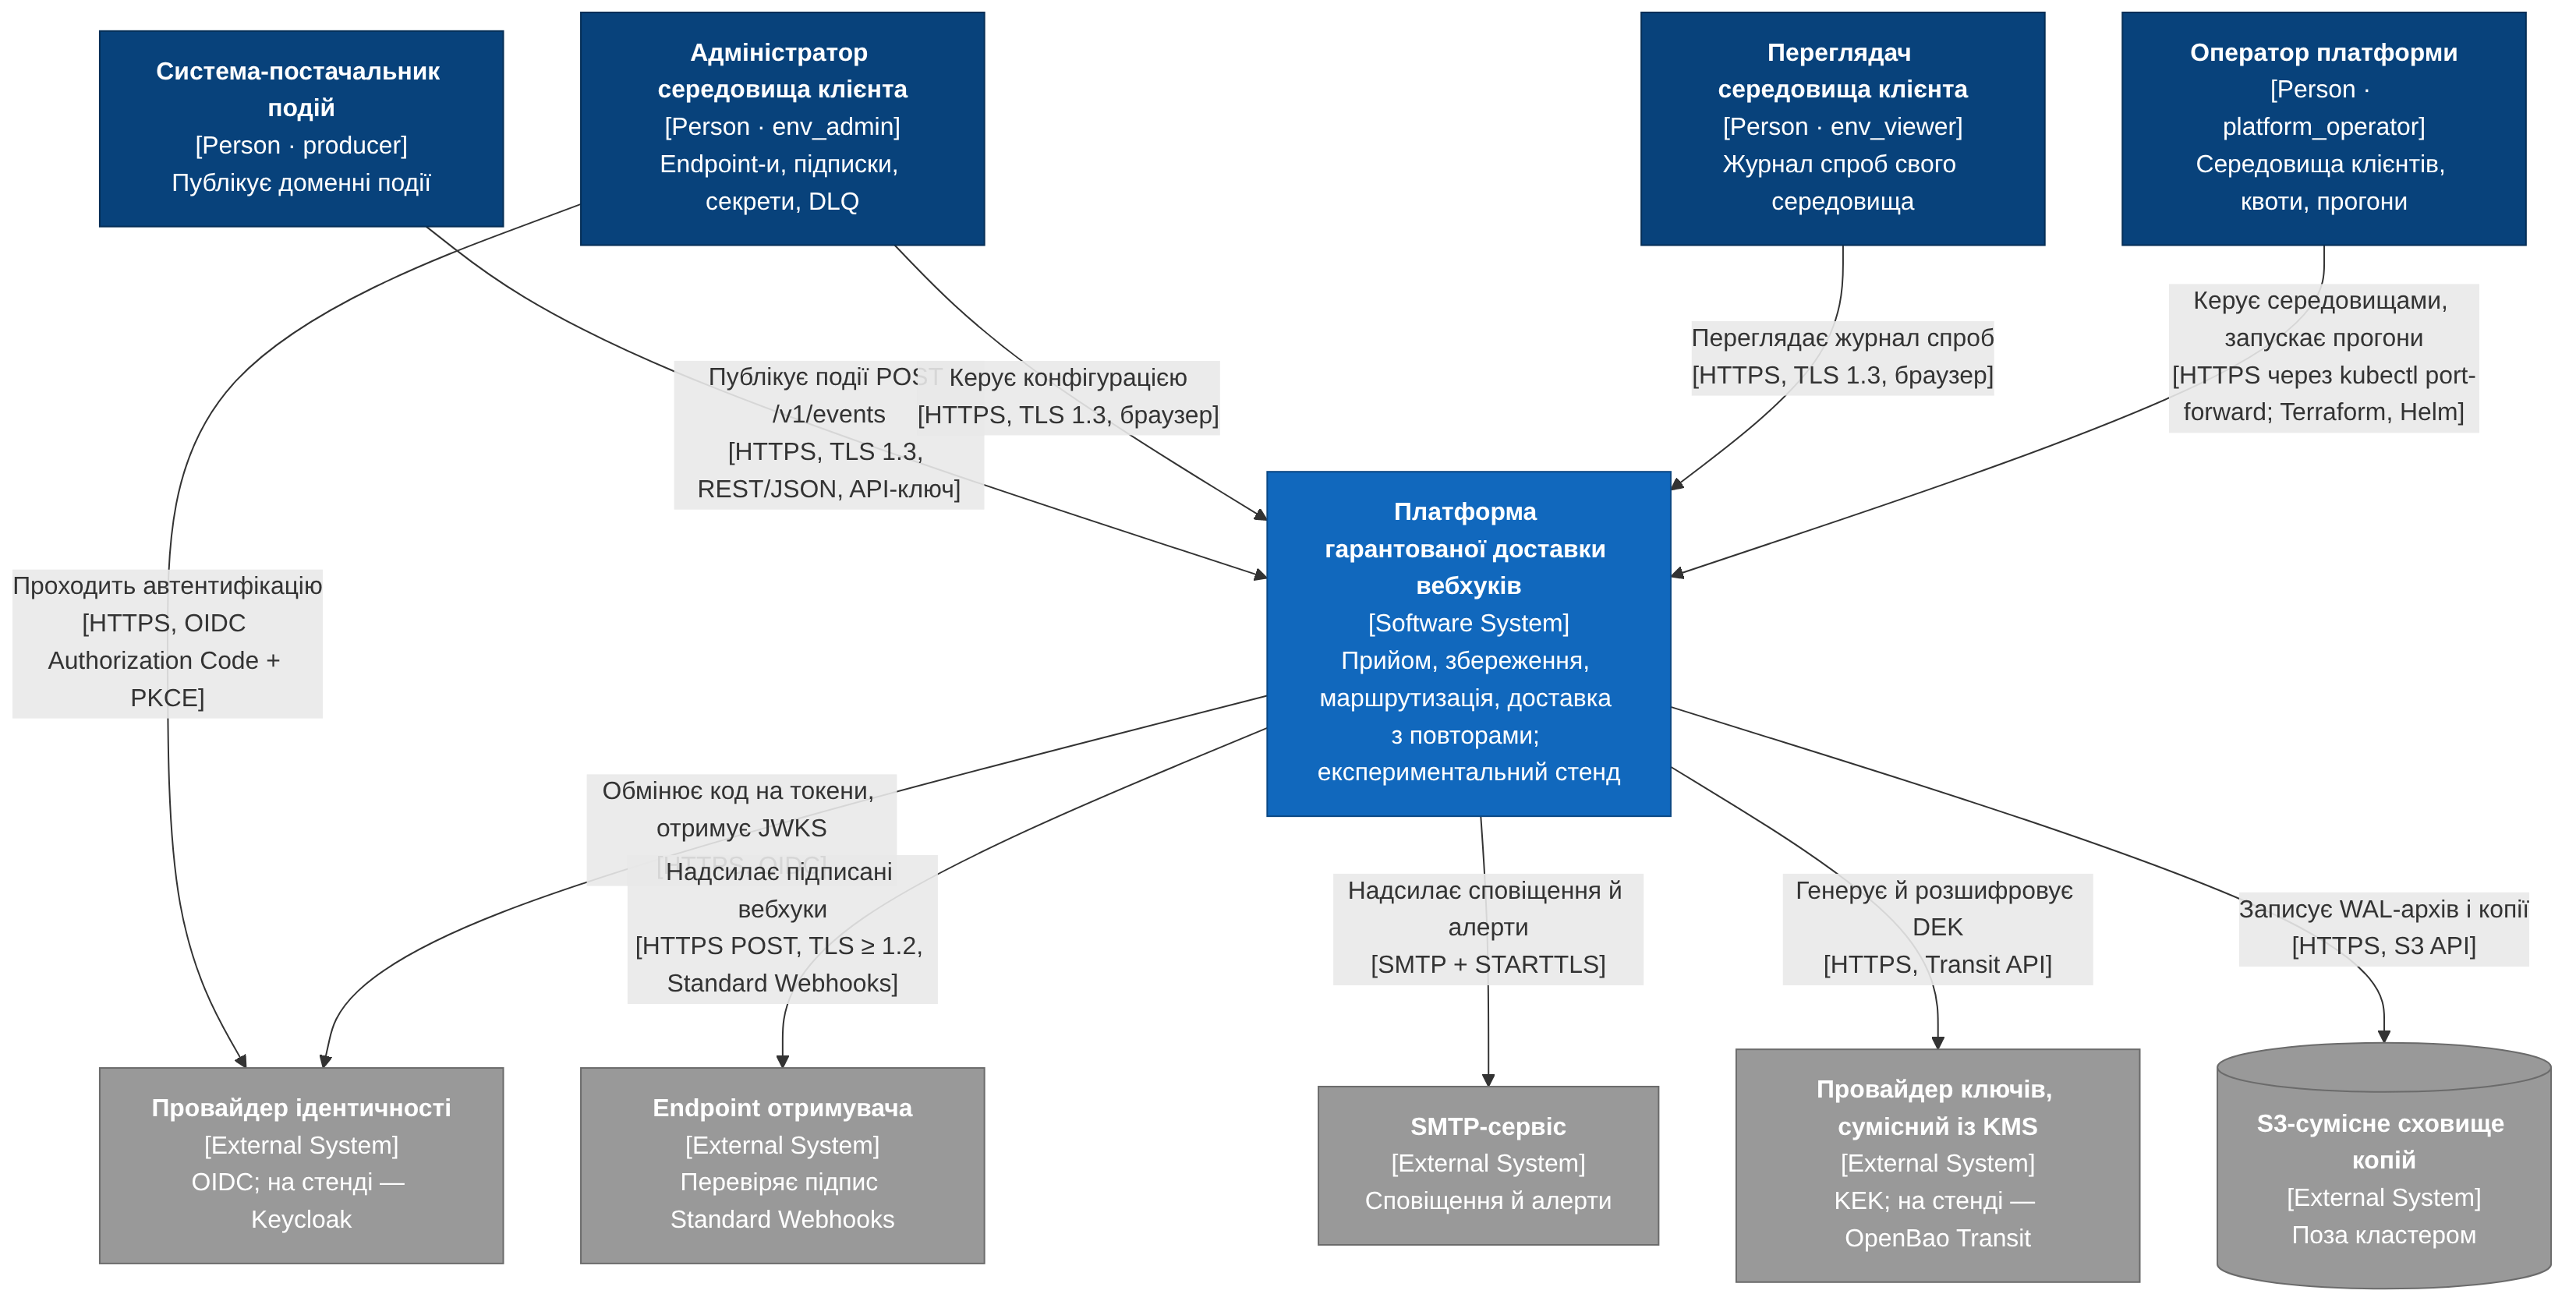 Система-постачальник
подій
[Person · producer]
Публікує доменні події
Адміністратор
середовища клієнта
[Person · env_admin]
Endpoint-и, підписки,
секрети, DLQ
Переглядач
середовища клієнта
[Person · env_viewer]
Журнал спроб свого
середовища
Оператор платформи
[Person ·
platform_operator]
Середовища клієнтів,
квоти, прогони
Публікує події POST
/v1/events
[HTTPS, TLS 1.3,
REST/JSON, API-ключ]
Керує конфігурацією
[HTTPS, TLS 1.3, браузер]
Переглядає журнал спроб
[HTTPS, TLS 1.3, браузер]
Керує середовищами,
запускає прогони
[HTTPS через kubectl port-
forward; Terraform, Helm]
Проходить автентифікацію
[HTTPS, OIDC
Authorization Code +
PKCE]
Платформа
гарантованої доставки
вебхуків
[Software System]
Прийом, збереження,
маршрутизація, доставка
з повторами;
експериментальний стенд
Обмінює код на токени,
отримує JWKS
[HTTPS, OIDC]
Надсилає підписані
вебхуки
[HTTPS POST, TLS ≥ 1.2,
Standard Webhooks]
Надсилає сповіщення й
алерти
[SMTP + STARTTLS]
Генерує й розшифровує
DEK
[HTTPS, Transit API]
Записує WAL-архів і копії
[HTTPS, S3 API]
Провайдер ідентичності
[External System]
OIDC; на стенді —
Keycloak
Endpoint отримувача
[External System]
Перевіряє підпис
Standard Webhooks
SMTP-сервіс
[External System]
Сповіщення й алерти
Провайдер ключів,
сумісний із KMS
[External System]
KEK; на стенді —
OpenBao Transit
S3-сумісне сховище
копій
[External System]
Поза кластером